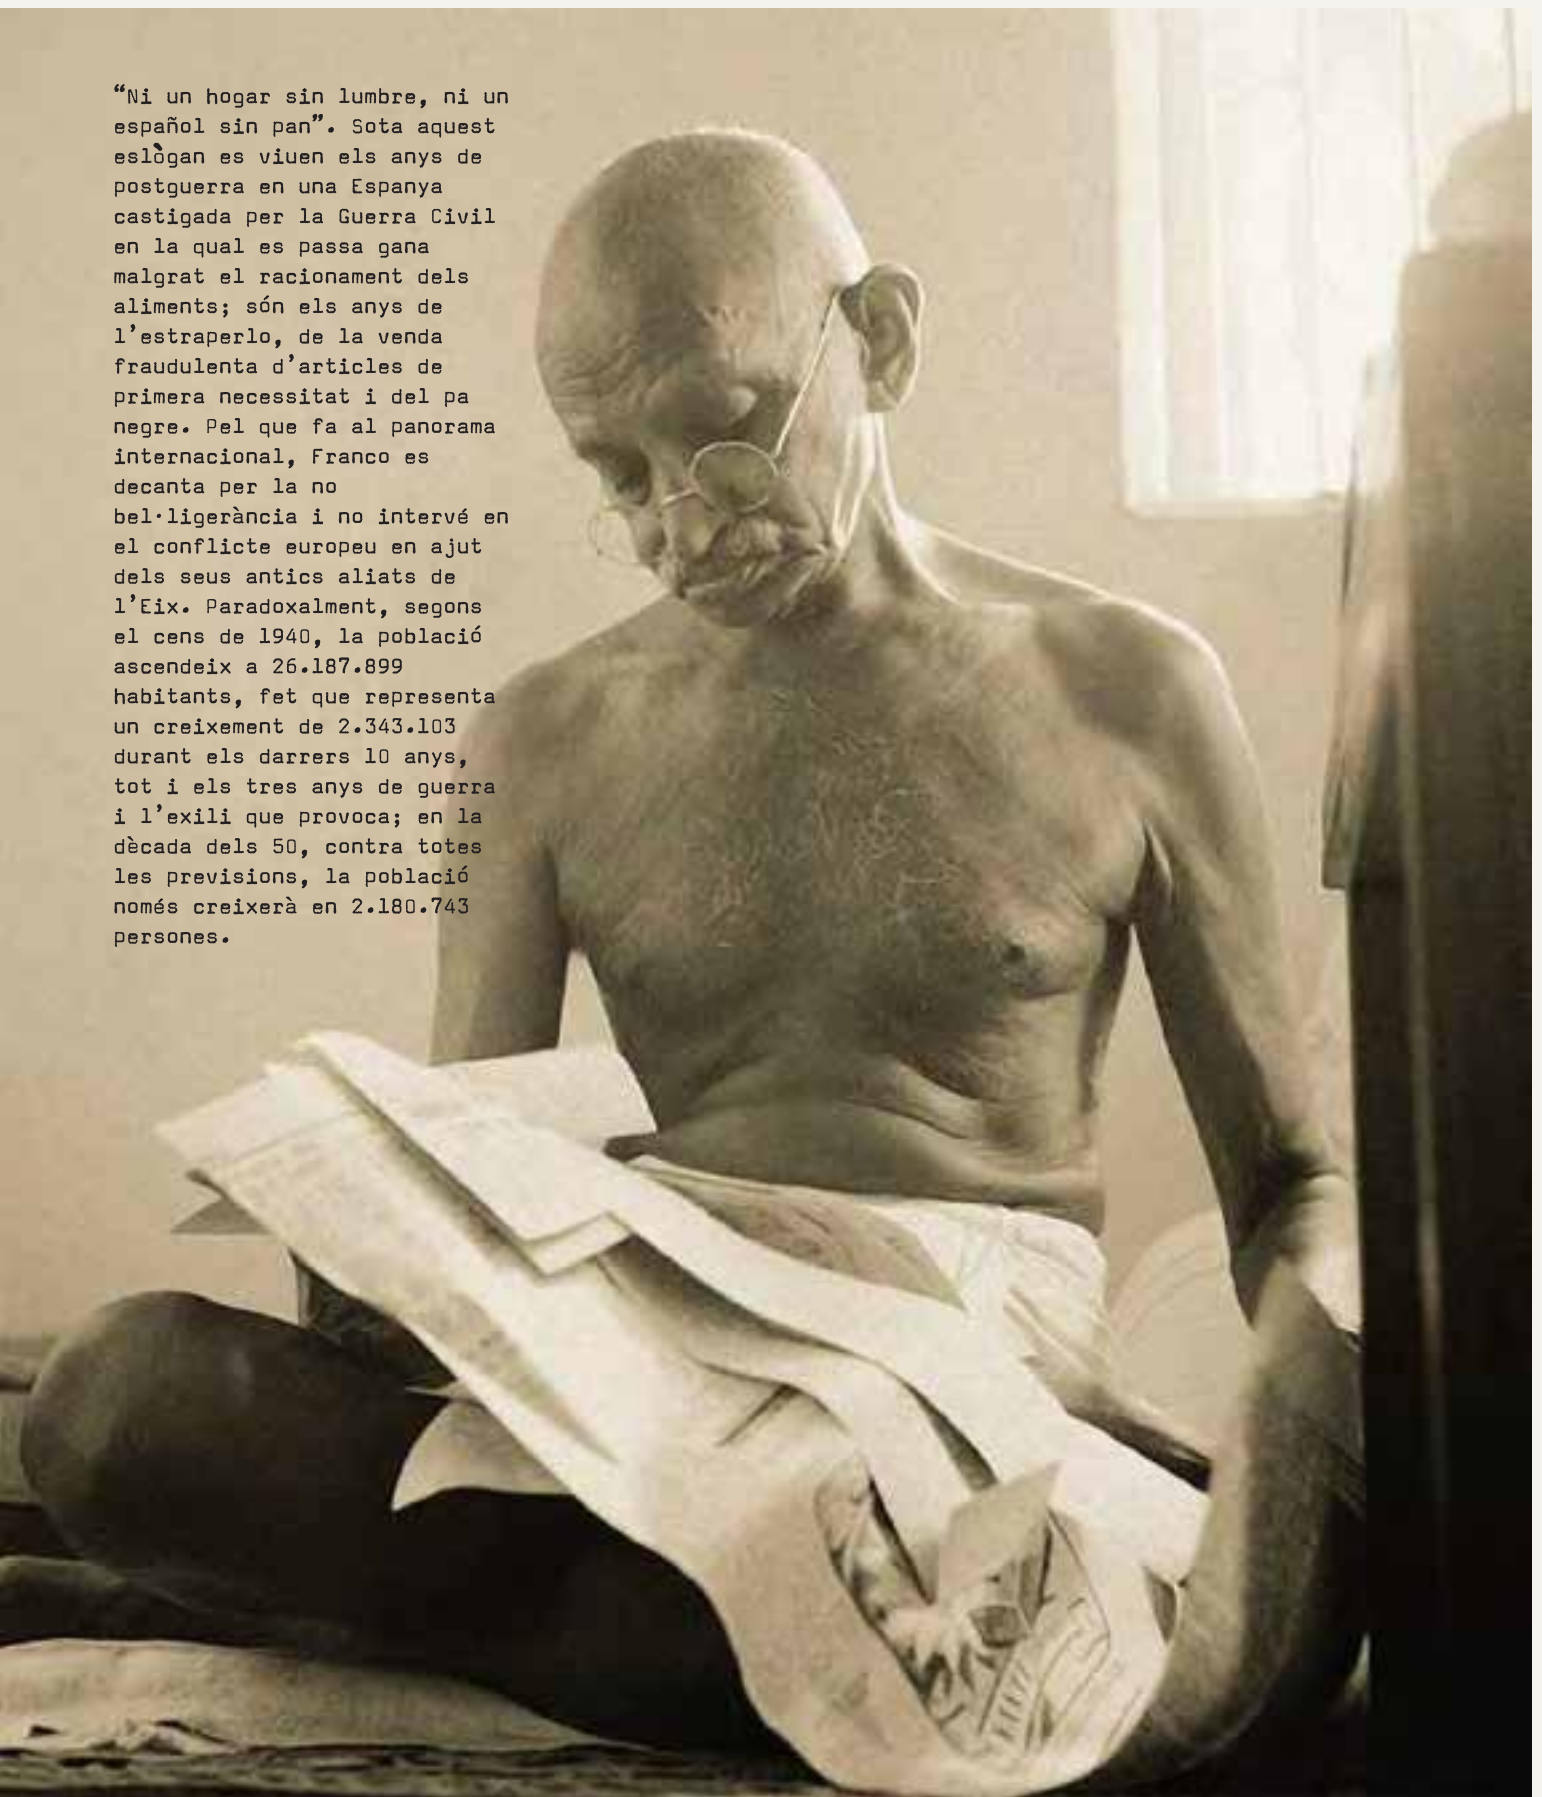 “Ni un hogar sin lumbre, ni un
español sin pan”. Sota aquest
eslògan es viuen els anys de
postguerra en una Espanya
castigada per la Guerra Civil
en la qual es passa gana
malgrat el racionament dels
aliments; són els anys de
l’estraperlo, de la venda
fraudulenta d’articles de
primera necessitat i del pa
negre. Pel que fa al panorama
internacional, Franco es
decanta per la no
bel·ligerància i no intervé en
el conflicte europeu en ajut
dels seus antics aliats de
l’Eix. Paradoxalment, segons
el cens de 1940, la població
ascendeix a 26.187.899
habitants, fet que representa
un creixement de 2.343.103
durant els darrers 10 anys,
tot i els tres anys de guerra
i l’exili que provoca; en la
dècada dels 50, contra totes
les previsions, la població
només creixerà en 2.180.743
persones.